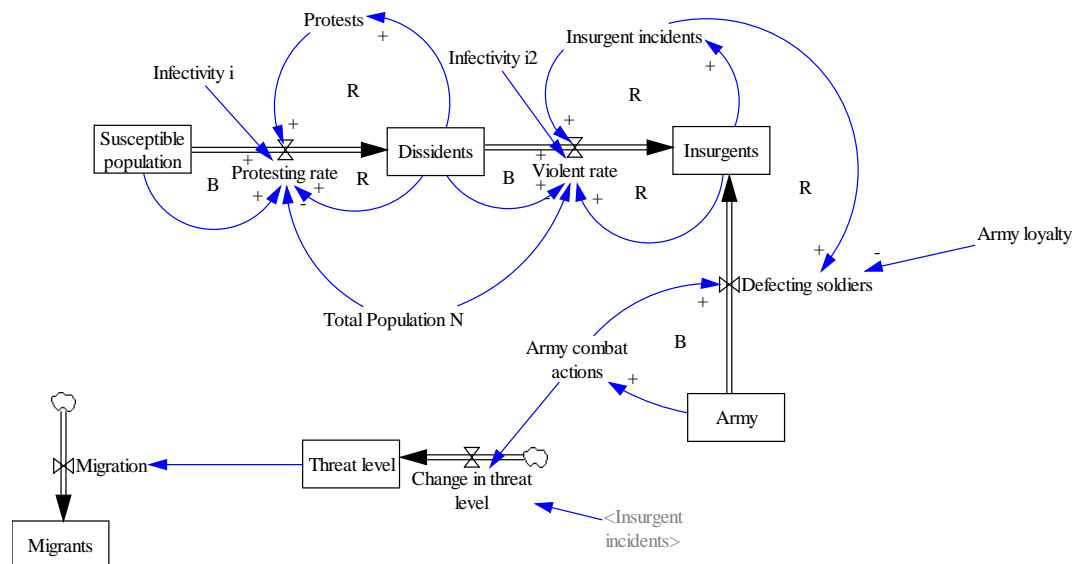 Protests
+
+
Insurgent incidents
+
+
Infectivity i
Infectivity i2
R
R
+
+
Susceptible
population
Dissidents
Insurgents
+
Protesting rate
+
Violent rate
B
R
B
R
R
+
+
-
+
-
+
Army loyalty
+
-
Defecting soldiers
+
Total Population N
B
Army combat
actions
+
Army
Migration
Threat level
Change in threat
level
<Insurgent
incidents>
Migrants